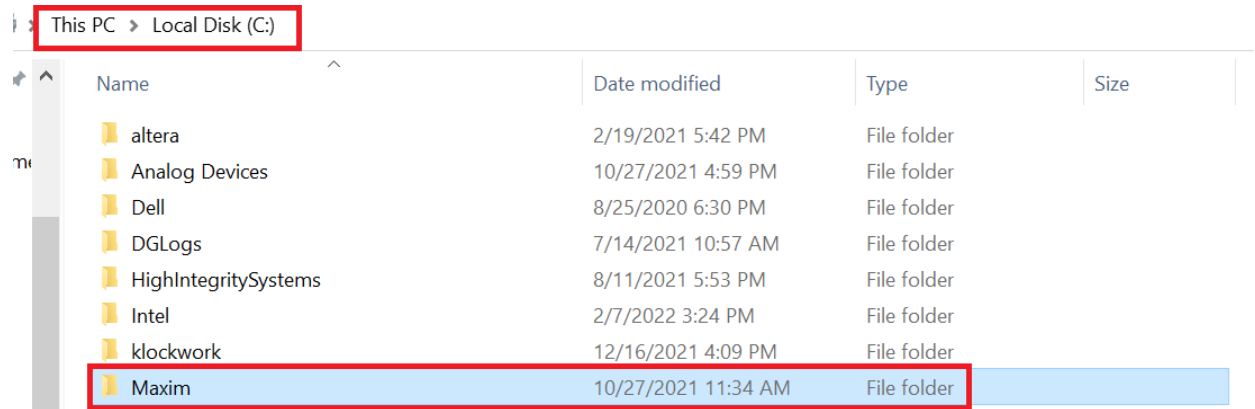 This PC > Local Disk (C:)
Name Date modified Type Size
altera 2/19/2021 5:42 PM File folder
Analog Devices 10/27/2021 4:59 PM File folder
Dell 8/25/2020 6:30 PM File folder
DGLogs 7/14/2021 10:57 AM File folder
HighIntegritySystems 8/11/2021 5:53 PM File folder
Intel 2/7/2022 3:24 PM File folder
klockwork 12/16/2021 4:09 PM File folder
Maxim 10/27/2021 11:34 AM File folder